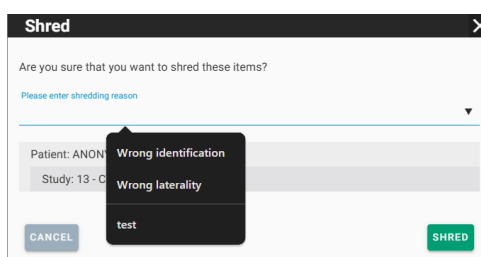 Shred
Are you sure that you want to shred these items?
Please enter shredding reason
Wrong identification
Wrong laterality
test
Patient: ANON
Study: 13 - C
CANCEL
SHRED